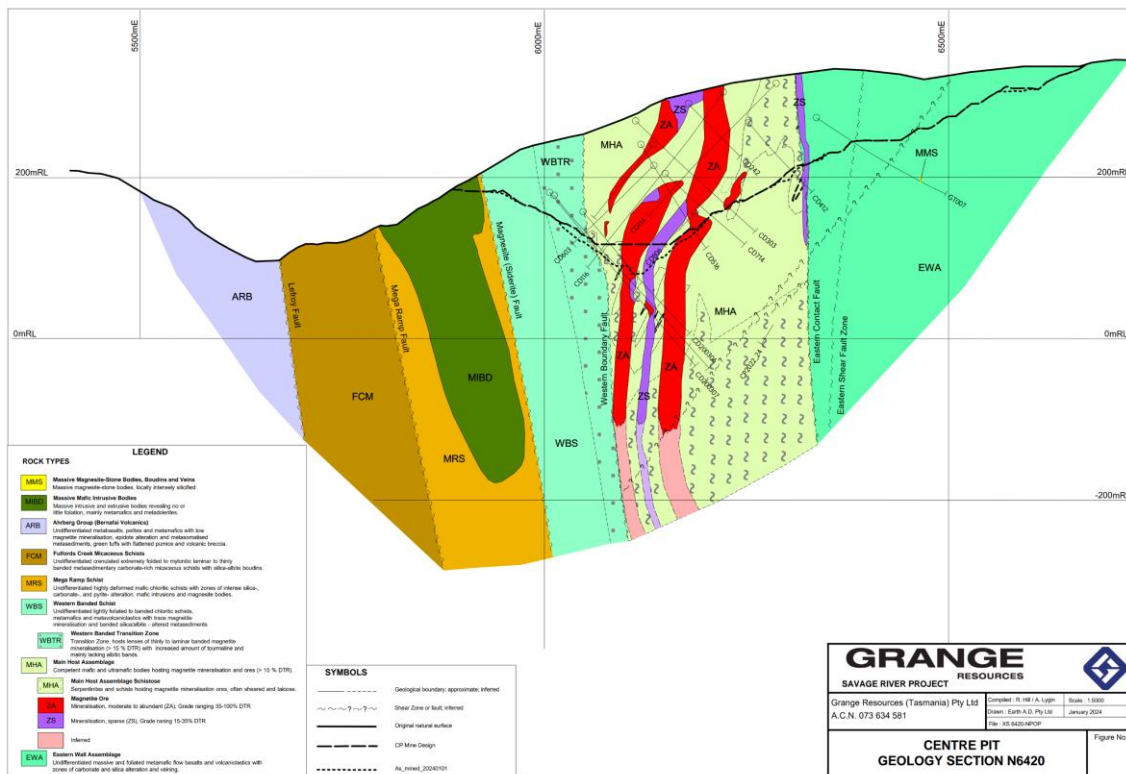 5500mE
6000mE
6500mE
200mRL
200mRL
0mRL
0mRL
-200mRL
ARB
Lefroy Fault
FCM
Mega Ramp Fault
MIBD
MRS
Magnesite (Siderite) Fault
WBTR
WBS
Western Boundary Fault
MHA
ZA
ZS
ZA
ZS
MHA
ZA
ZS
ZA
MMS
EWA
Eastern Contact Fault
Eastern Shear Fault Zone
CD603
CD116
CD242
CD412
GT007
CD303
CD714
CD516
LEGEND
ROCK TYPES
MMS
Massive Magnesite-Stone Bodies, Boudins and Veins
Massive magnesite-stone bodies, locally intensely silicified
MIBD
Massive Mafic Intrusive Bodies
Massive intrusive and extrusive bodies revealing no or
little foliation, mainly metamafics and metadolerites.
ARB
Ahrberg Group (Bernafai Volcanics)
Undifferentiated metabasalts, pelites and metamafics with low
magnetite mineralisation, epidote alteration and metasomatised
metasediments, green tuffs with flattened pumice and volcanic breccia.
FCM
Fulfords Creek Micaceous Schists
Undifferentiated crenulated extremely folded to mylonitic laminar to thinly
banded metasedimentary carbonate-rich micaceous schists with silica-albite boudins.
MRS
Mega Ramp Schist
Undifferentiated highly deformed mafic chloritic schists with zones of intense silica-,
carbonate-, and pyrite- alteration, mafic intrusions and magnesite bodies.
WBS
Western Banded Schist
Undifferentiated tightly foliated to banded chloritic schists,
metamafics and metavolcaniclastics with trace magnetite
mineralisation and banded silica/albite - altered metasediments
WBTR
Western Banded Transition Zone
Transition Zone, hosts lenses of thinly to laminar banded magnetite
mineralisation (> 15 % DTR) with increased amount of tourmaline and
mainly lacking albitic bands
MHA
Main Host Assemblage
Competent mafic and ultramafic bodies hosting magnetite mineralisation and ores (> 15 % DTR).
MHA
Main Host Assemblage Schistose
Serpentinites and schists hosting magnetite mineralisation ores, often sheared and talcose.
Magnetite Ore
ZA
Mineralisation, moderate to abundant (ZA), Grade ranging 35-100% DTR
ZS
Mineralisation, sparse (ZS), Grade raning 15-35% DTR
Inferred
EWA
Eastern Wall Assemblage
Undifferentiated massive and foliated metamafic flow basalts and volcaniclastics with
zones of carbonate and silica alteration and veining.
SYMBOLS
Geological boundary; approximate; inferred
Shear Zone or fault; inferred
Original natural surface
CP Mine Design
As_mined_20240101
GRANGE
RESOURCES
SAVAGE RIVER PROJECT
Grange Resources (Tasmania) Pty Ltd
A.C.N. 073 634 581
Compiled : R. Hill / A. Lygin
Scale : 1:5000
Drawn : Earth A.D. Pty Ltd
January 2024
File : XS 6420-NPOP
CENTRE PIT
GEOLOGY SECTION N6420
Figure No: